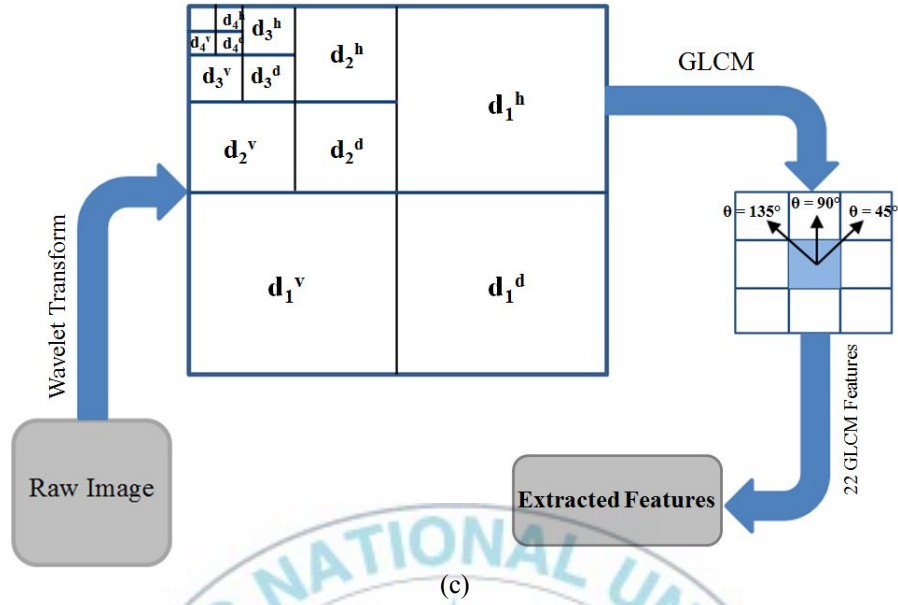 d₄ʰ
d₃ʰ
d₄ᵛ d₄ᵈ
d₂ʰ
d₃ᵛ d₃ᵈ
d₁ʰ
d₂ᵛ d₂ᵈ
d₁ᵛ d₁ᵈ
GLCM
θ = 135° θ = 90° θ = 45°
Wavelet Transform
22 GLCM Features
Raw Image
Extracted Features
NATIONAL
(c)